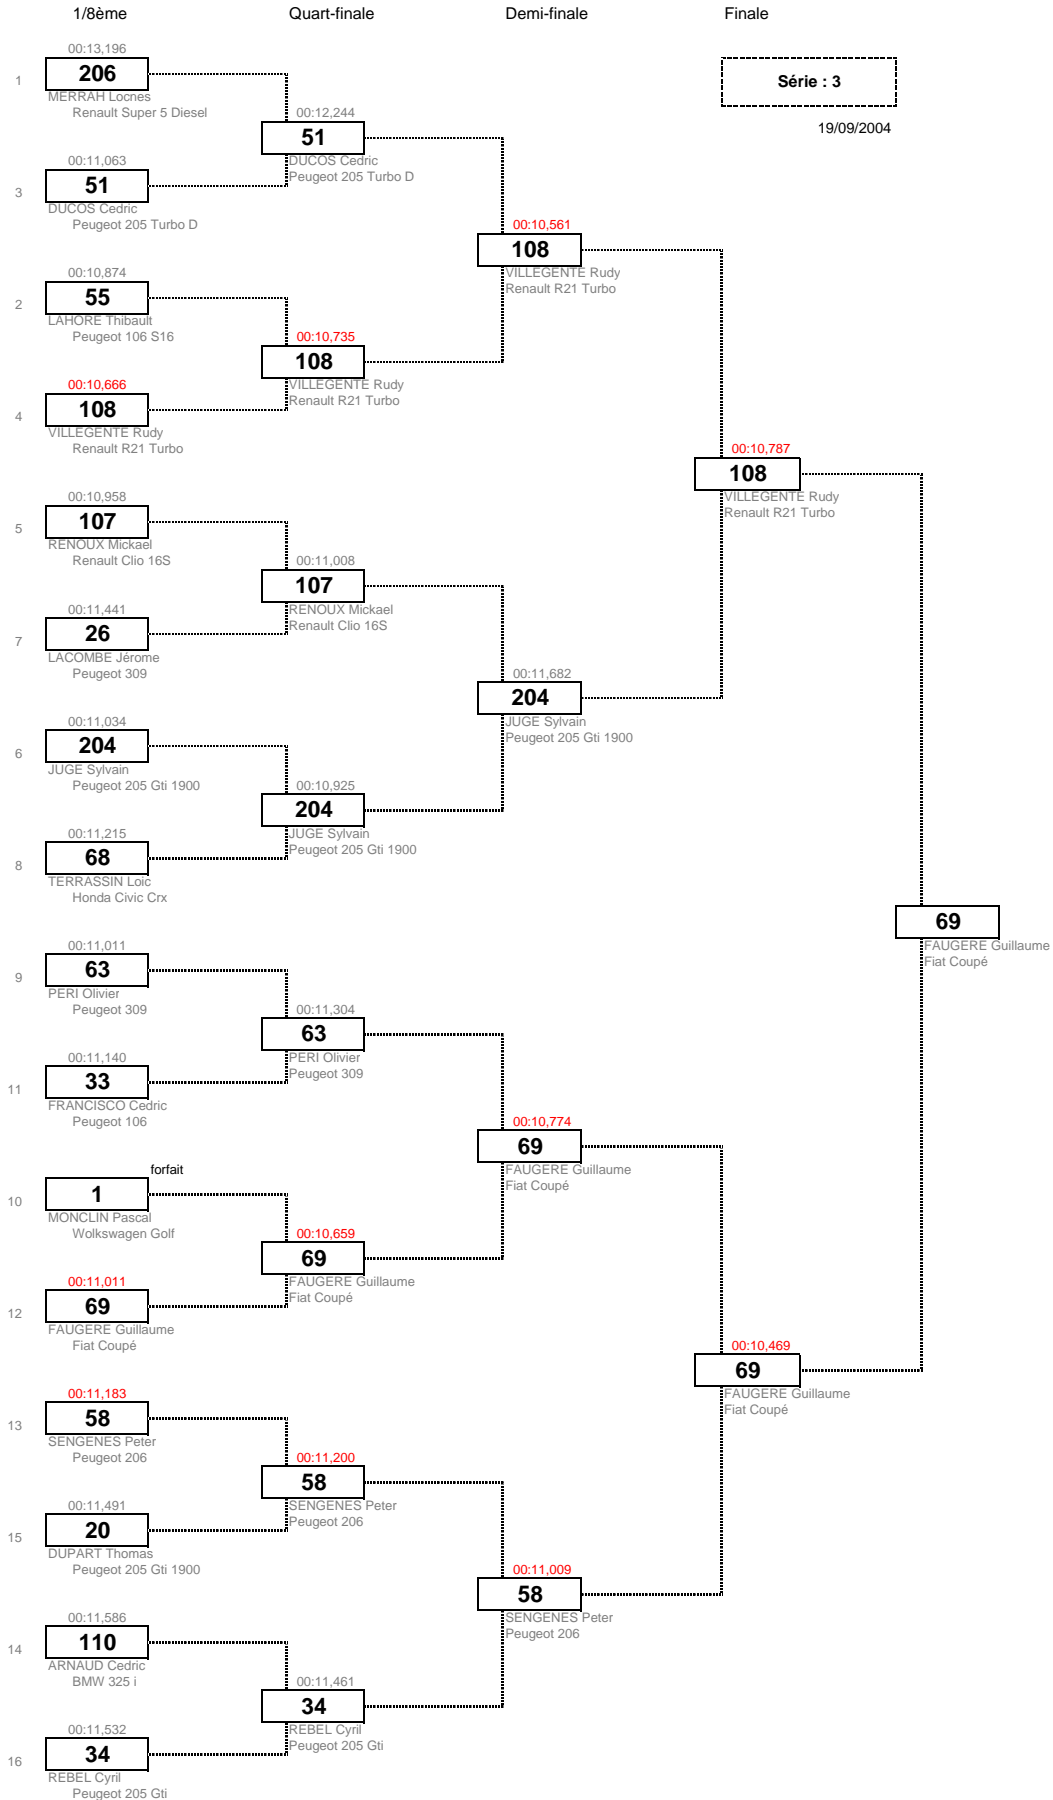 1/8ème
Quart-finale
Demi-finale
Finale
Série : 3
19/09/2004
00:13,196
1
206
MERRAH Locnes
Renault Super 5 Diesel
00:12,244
51
DUCOS Cedric
Peugeot 205 Turbo D
00:11,063
3
51
DUCOS Cedric
Peugeot 205 Turbo D
00:10,561
108
VILLEGENTE Rudy
Renault R21 Turbo
00:10,874
2
55
LAHORE Thibault
Peugeot 106 S16
00:10,735
108
VILLEGENTE Rudy
Renault R21 Turbo
00:10,666
4
108
VILLEGENTE Rudy
Renault R21 Turbo
00:10,787
108
VILLEGENTE Rudy
Renault R21 Turbo
00:10,958
5
107
RENOUX Mickael
Renault Clio 16S
00:11,008
107
RENOUX Mickael
Renault Clio 16S
00:11,441
7
26
LACOMBE Jérome
Peugeot 309
00:11,682
204
JUGE Sylvain
Peugeot 205 Gti 1900
00:11,034
6
204
JUGE Sylvain
Peugeot 205 Gti 1900
00:10,925
204
JUGE Sylvain
Peugeot 205 Gti 1900
00:11,215
8
68
TERRASSIN Loic
Honda Civic Crx
69
FAUGERE Guillaume
Fiat Coupé
00:11,011
9
63
PERI Olivier
Peugeot 309
00:11,304
63
PERI Olivier
Peugeot 309
00:11,140
11
33
FRANCISCO Cedric
Peugeot 106
00:10,774
69
FAUGERE Guillaume
Fiat Coupé
forfait
10
1
MONCLIN Pascal
Wolkswagen Golf
00:10,659
69
FAUGERE Guillaume
Fiat Coupé
00:11,011
12
69
FAUGERE Guillaume
Fiat Coupé
00:10,469
69
FAUGERE Guillaume
Fiat Coupé
00:11,183
13
58
SENGENES Peter
Peugeot 206
00:11,200
58
SENGENES Peter
Peugeot 206
00:11,491
15
20
DUPART Thomas
Peugeot 205 Gti 1900
00:11,009
58
SENGENES Peter
Peugeot 206
00:11,586
14
110
ARNAUD Cedric
BMW 325 i
00:11,461
34
REBEL Cyril
Peugeot 205 Gti
00:11,532
16
34
REBEL Cyril
Peugeot 205 Gti